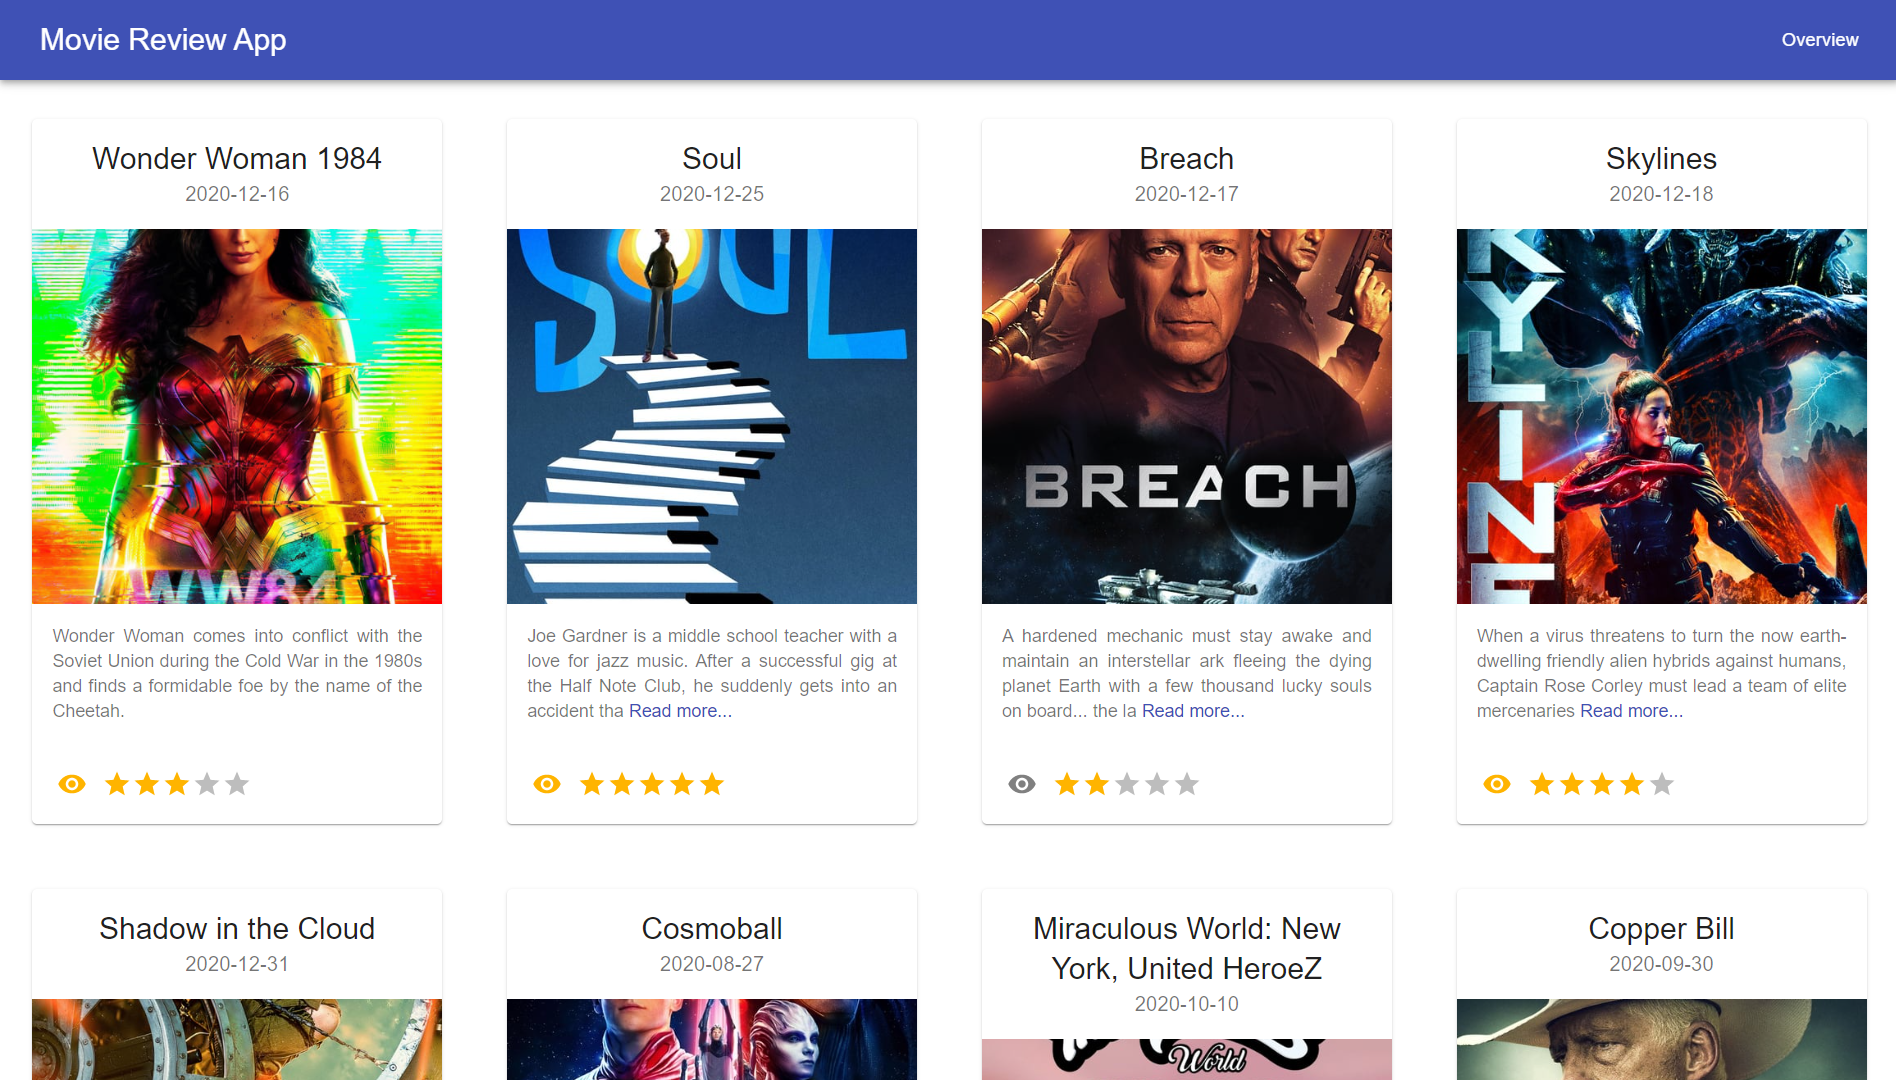 Movie Review App
Overview
Wonder Woman 1984
2020-12-16
WW84
Wonder Woman comes into conflict with the
Soviet Union during the Cold War in the 1980s
and finds a formidable foe by the name of the
Cheetah.
Soul
2020-12-25
SOUL
Joe Gardner is a middle school teacher with a
love for jazz music. After a successful gig at
the Half Note Club, he suddenly gets into an
accident tha Read more...
Breach
2020-12-17
BREACH
A hardened mechanic must stay awake and
maintain an interstellar ark fleeing the dying
planet Earth with a few thousand lucky souls
on board... the la Read more...
Skylines
2020-12-18
KYLINE
When a virus threatens to turn the now earth-
dwelling friendly alien hybrids against humans,
Captain Rose Corley must lead a team of elite
mercenaries Read more...
Shadow in the Cloud
2020-12-31
Cosmoball
2020-08-27
Miraculous World: New
York, United HeroeZ
2020-10-10
World
Copper Bill
2020-09-30